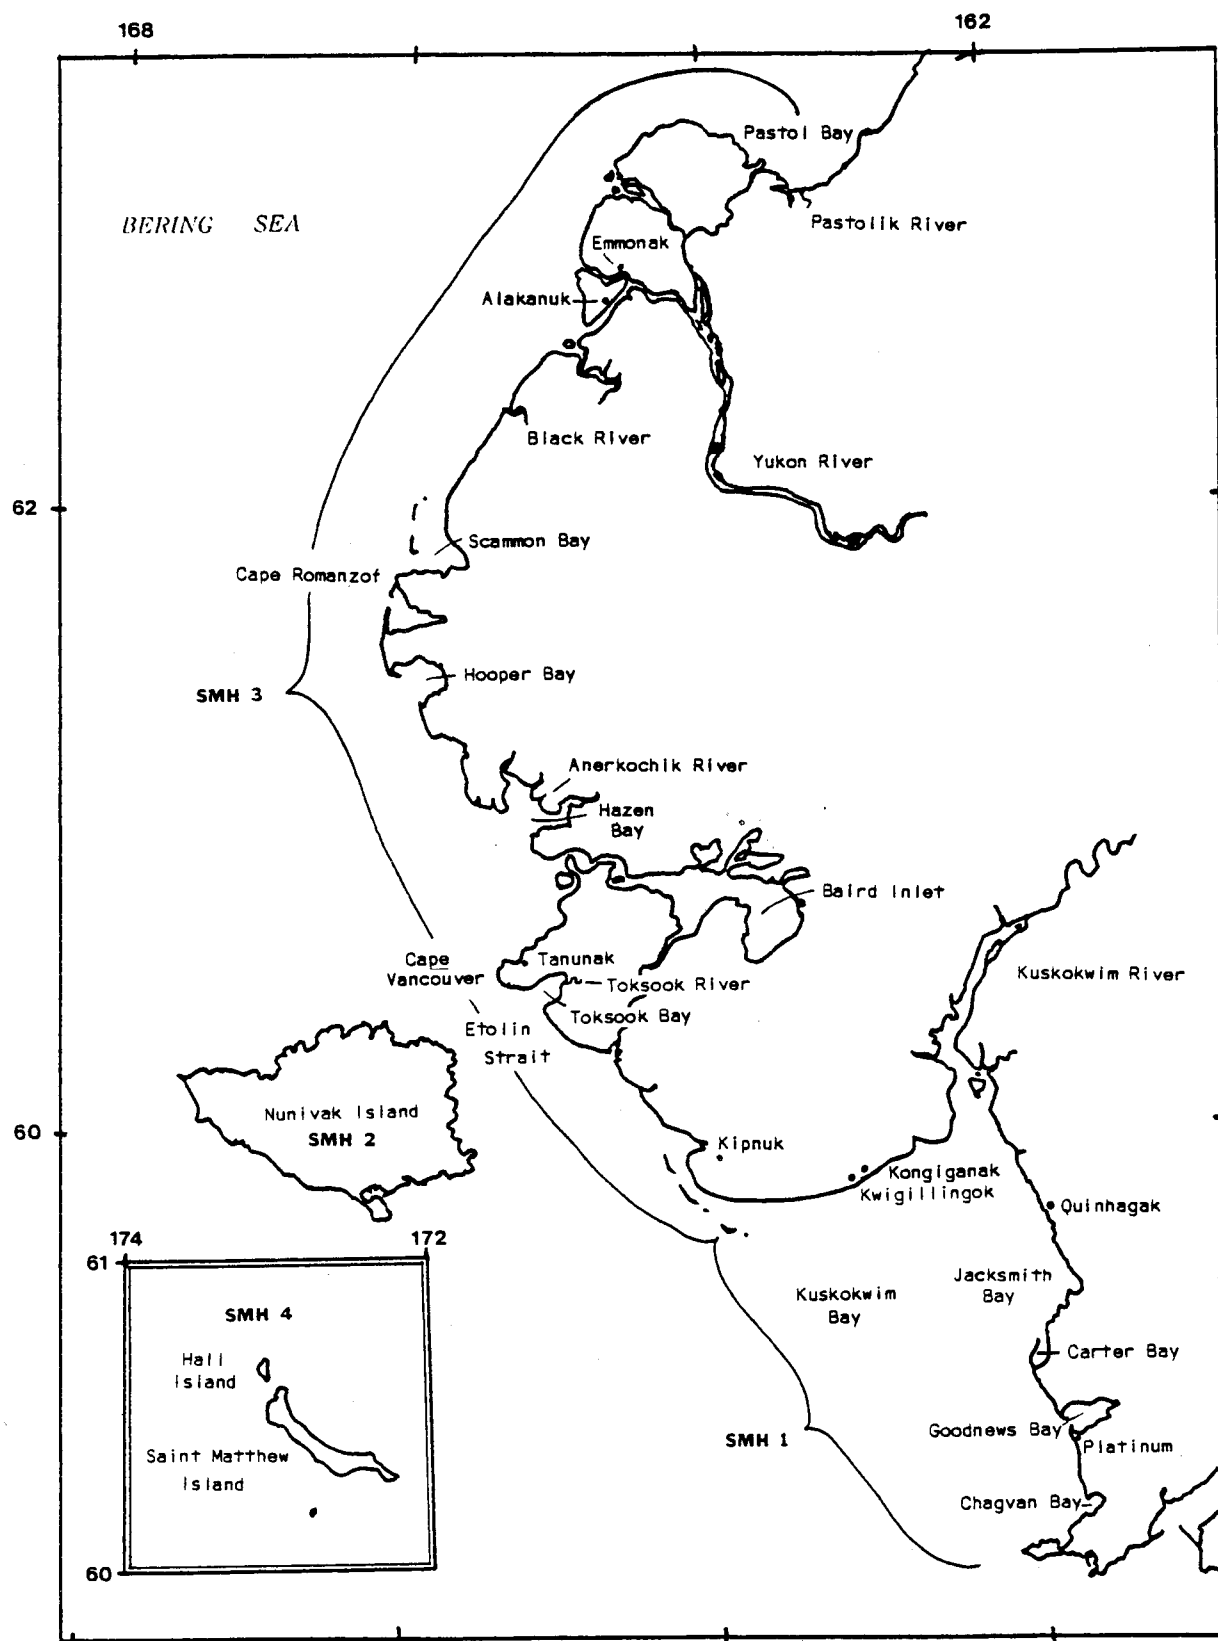 168
162
Pastol Bay
BERING SEA
Pastolik River
Emmonak
Alakanuk
Black River
Yukon River
62
Scammon Bay
Cape Romanzof
Hooper Bay
SMH 3
Anerkochik River
Hazen
Bay
Baird Inlet
Cape
Vancouver
Tanunak
Toksook River
Kuskokwim River
Toksook Bay
Etolin
Strait
Nunivak Island
SMH 2
60
Kipnuk
Kongiganak
Kwigillingok
Quinhagak
174
172
61
Jacksmith
Bay
Kuskokwim
Bay
SMH 4
Hall
Island
Carter Bay
Goodnews Bay
SMH 1
Platinum
Saint Matthew
Island
Chagvan Bay
60